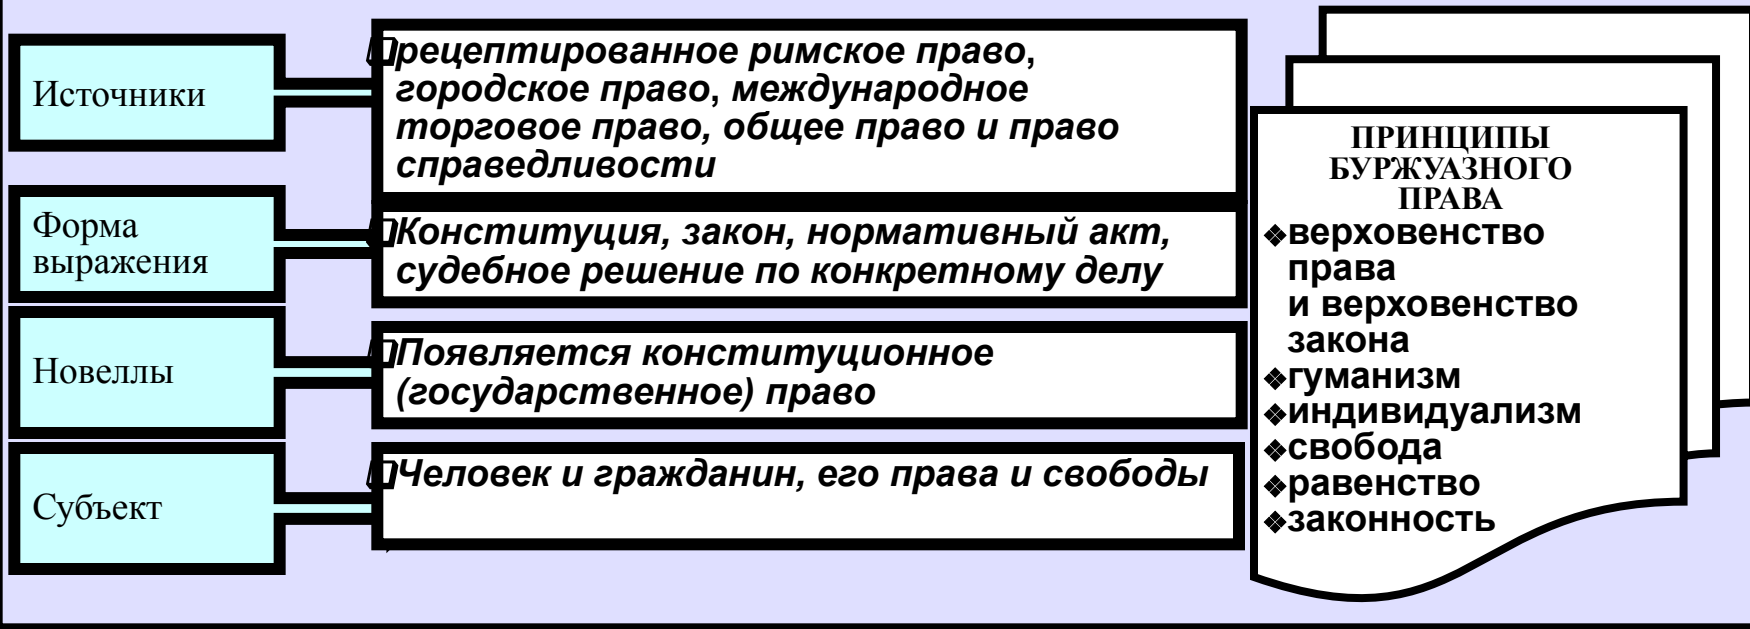 Источники
рецептированное римское право,
городское право, международное
торговое право, общее право и право
справедливости
Форма
выражения
Конституция, закон, нормативный акт,
судебное решение по конкретному делу
Новеллы
Появляется конституционное
(государственное) право
Субъект
Человек и гражданин, его права и свободы
ПРИНЦИПЫ
БУРЖУАЗНОГО
ПРАВА
верховенство
права
и верховенство
закона
гуманизм
индивидуализм
свобода
равенство
законность